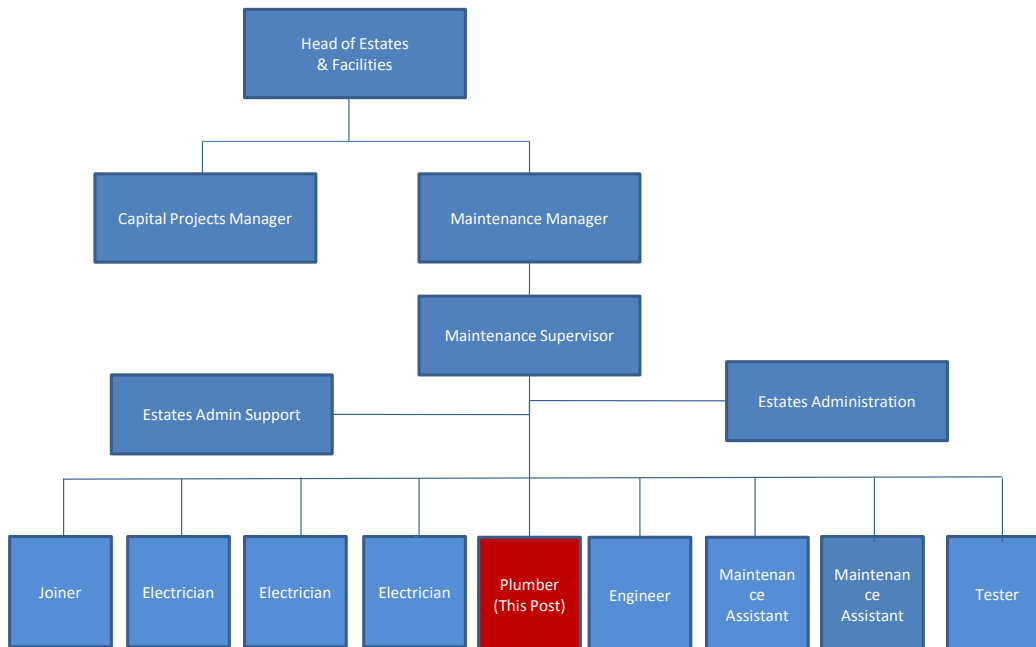 Head of Estates
& Facilities
Capital Projects Manager
Maintenance Manager
Maintenance Supervisor
Estates Admin Support
Estates Administration
Joiner
Electrician
Electrician
Electrician
Plumber
(This Post)
Engineer
Maintenan
ce
Assistant
Maintenan
ce
Assistant
Tester